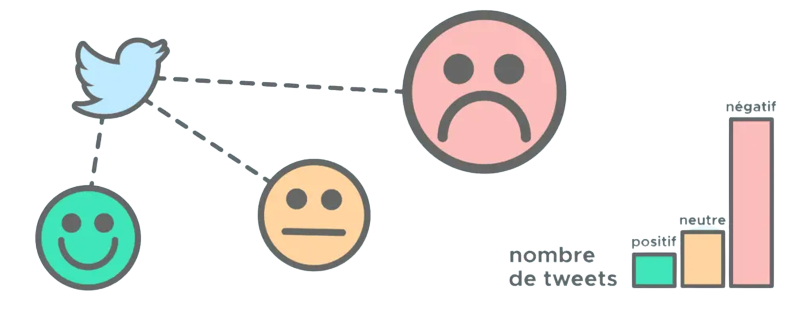 négatif
neutre
positif
nombre
de tweets